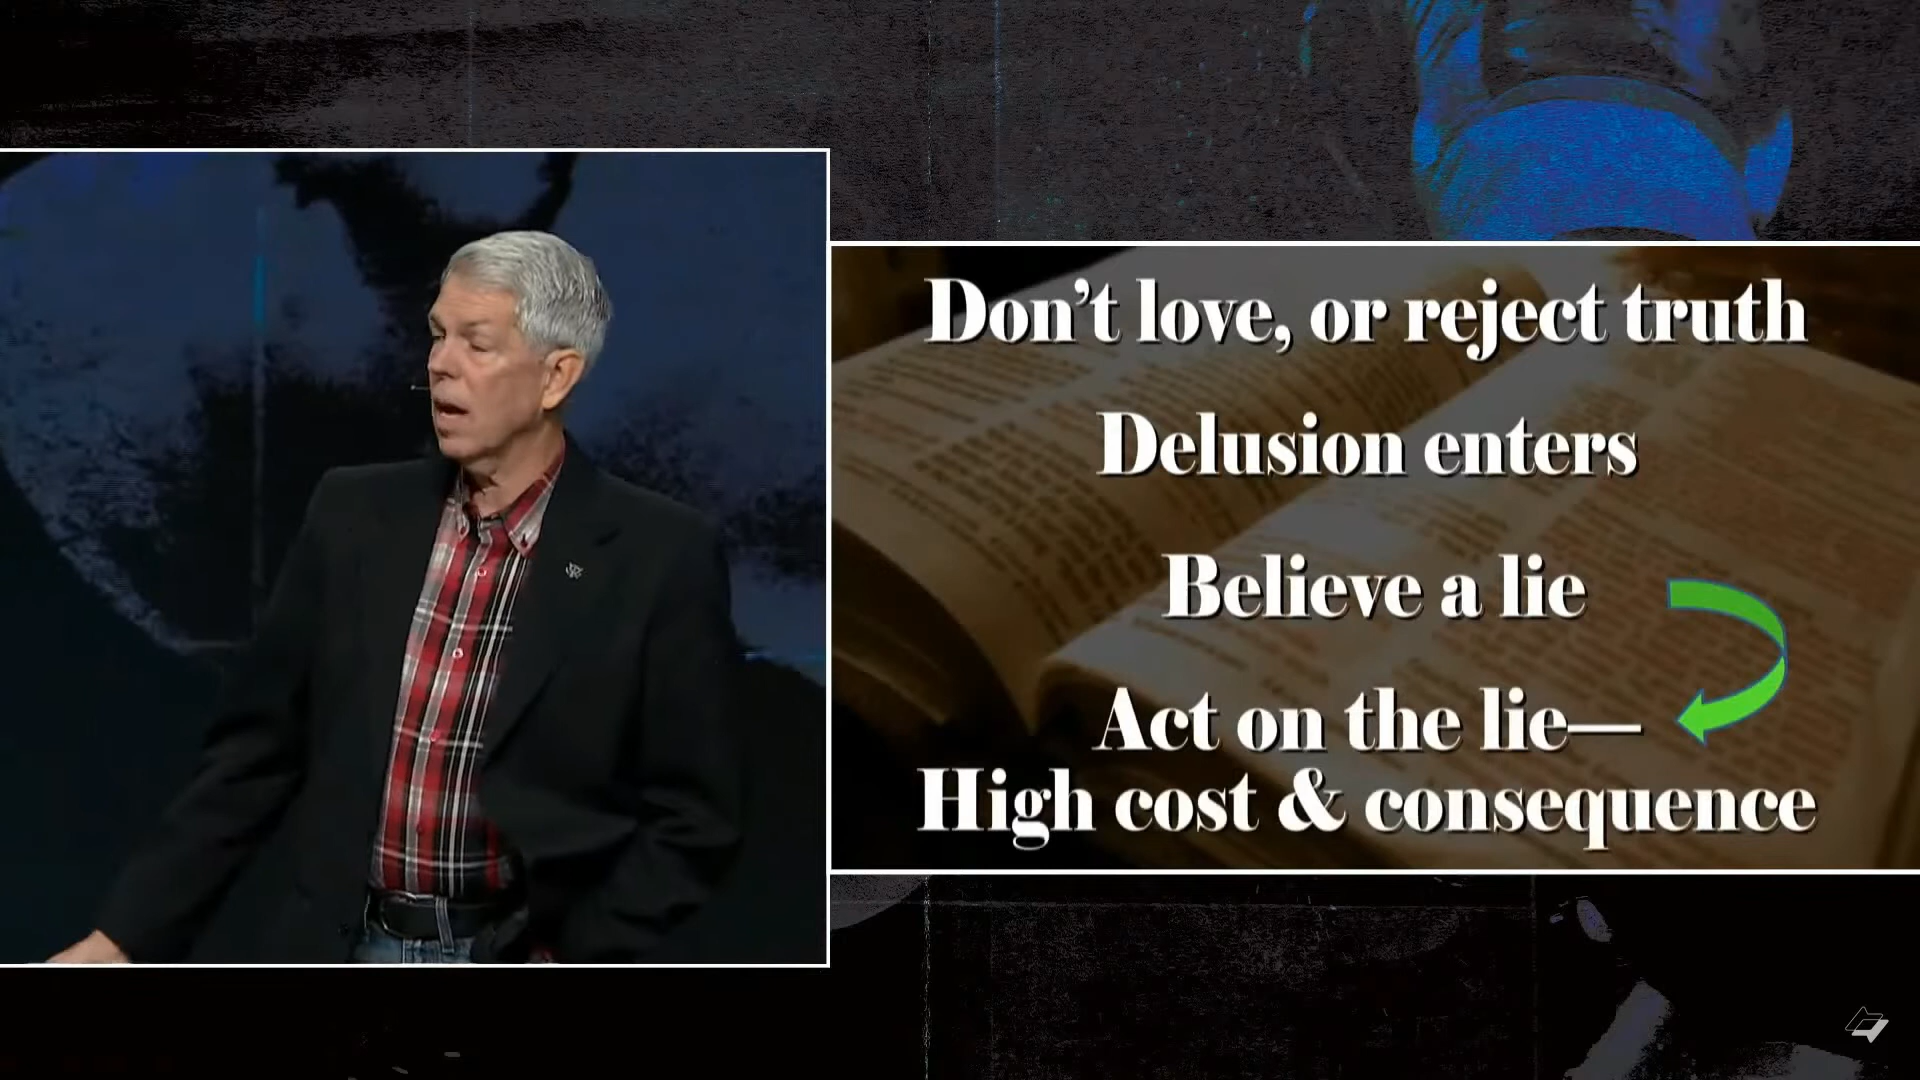 Don't love, or reject truth
Delusion enters
Believe a lie
Act on the lie—
High cost & consequence